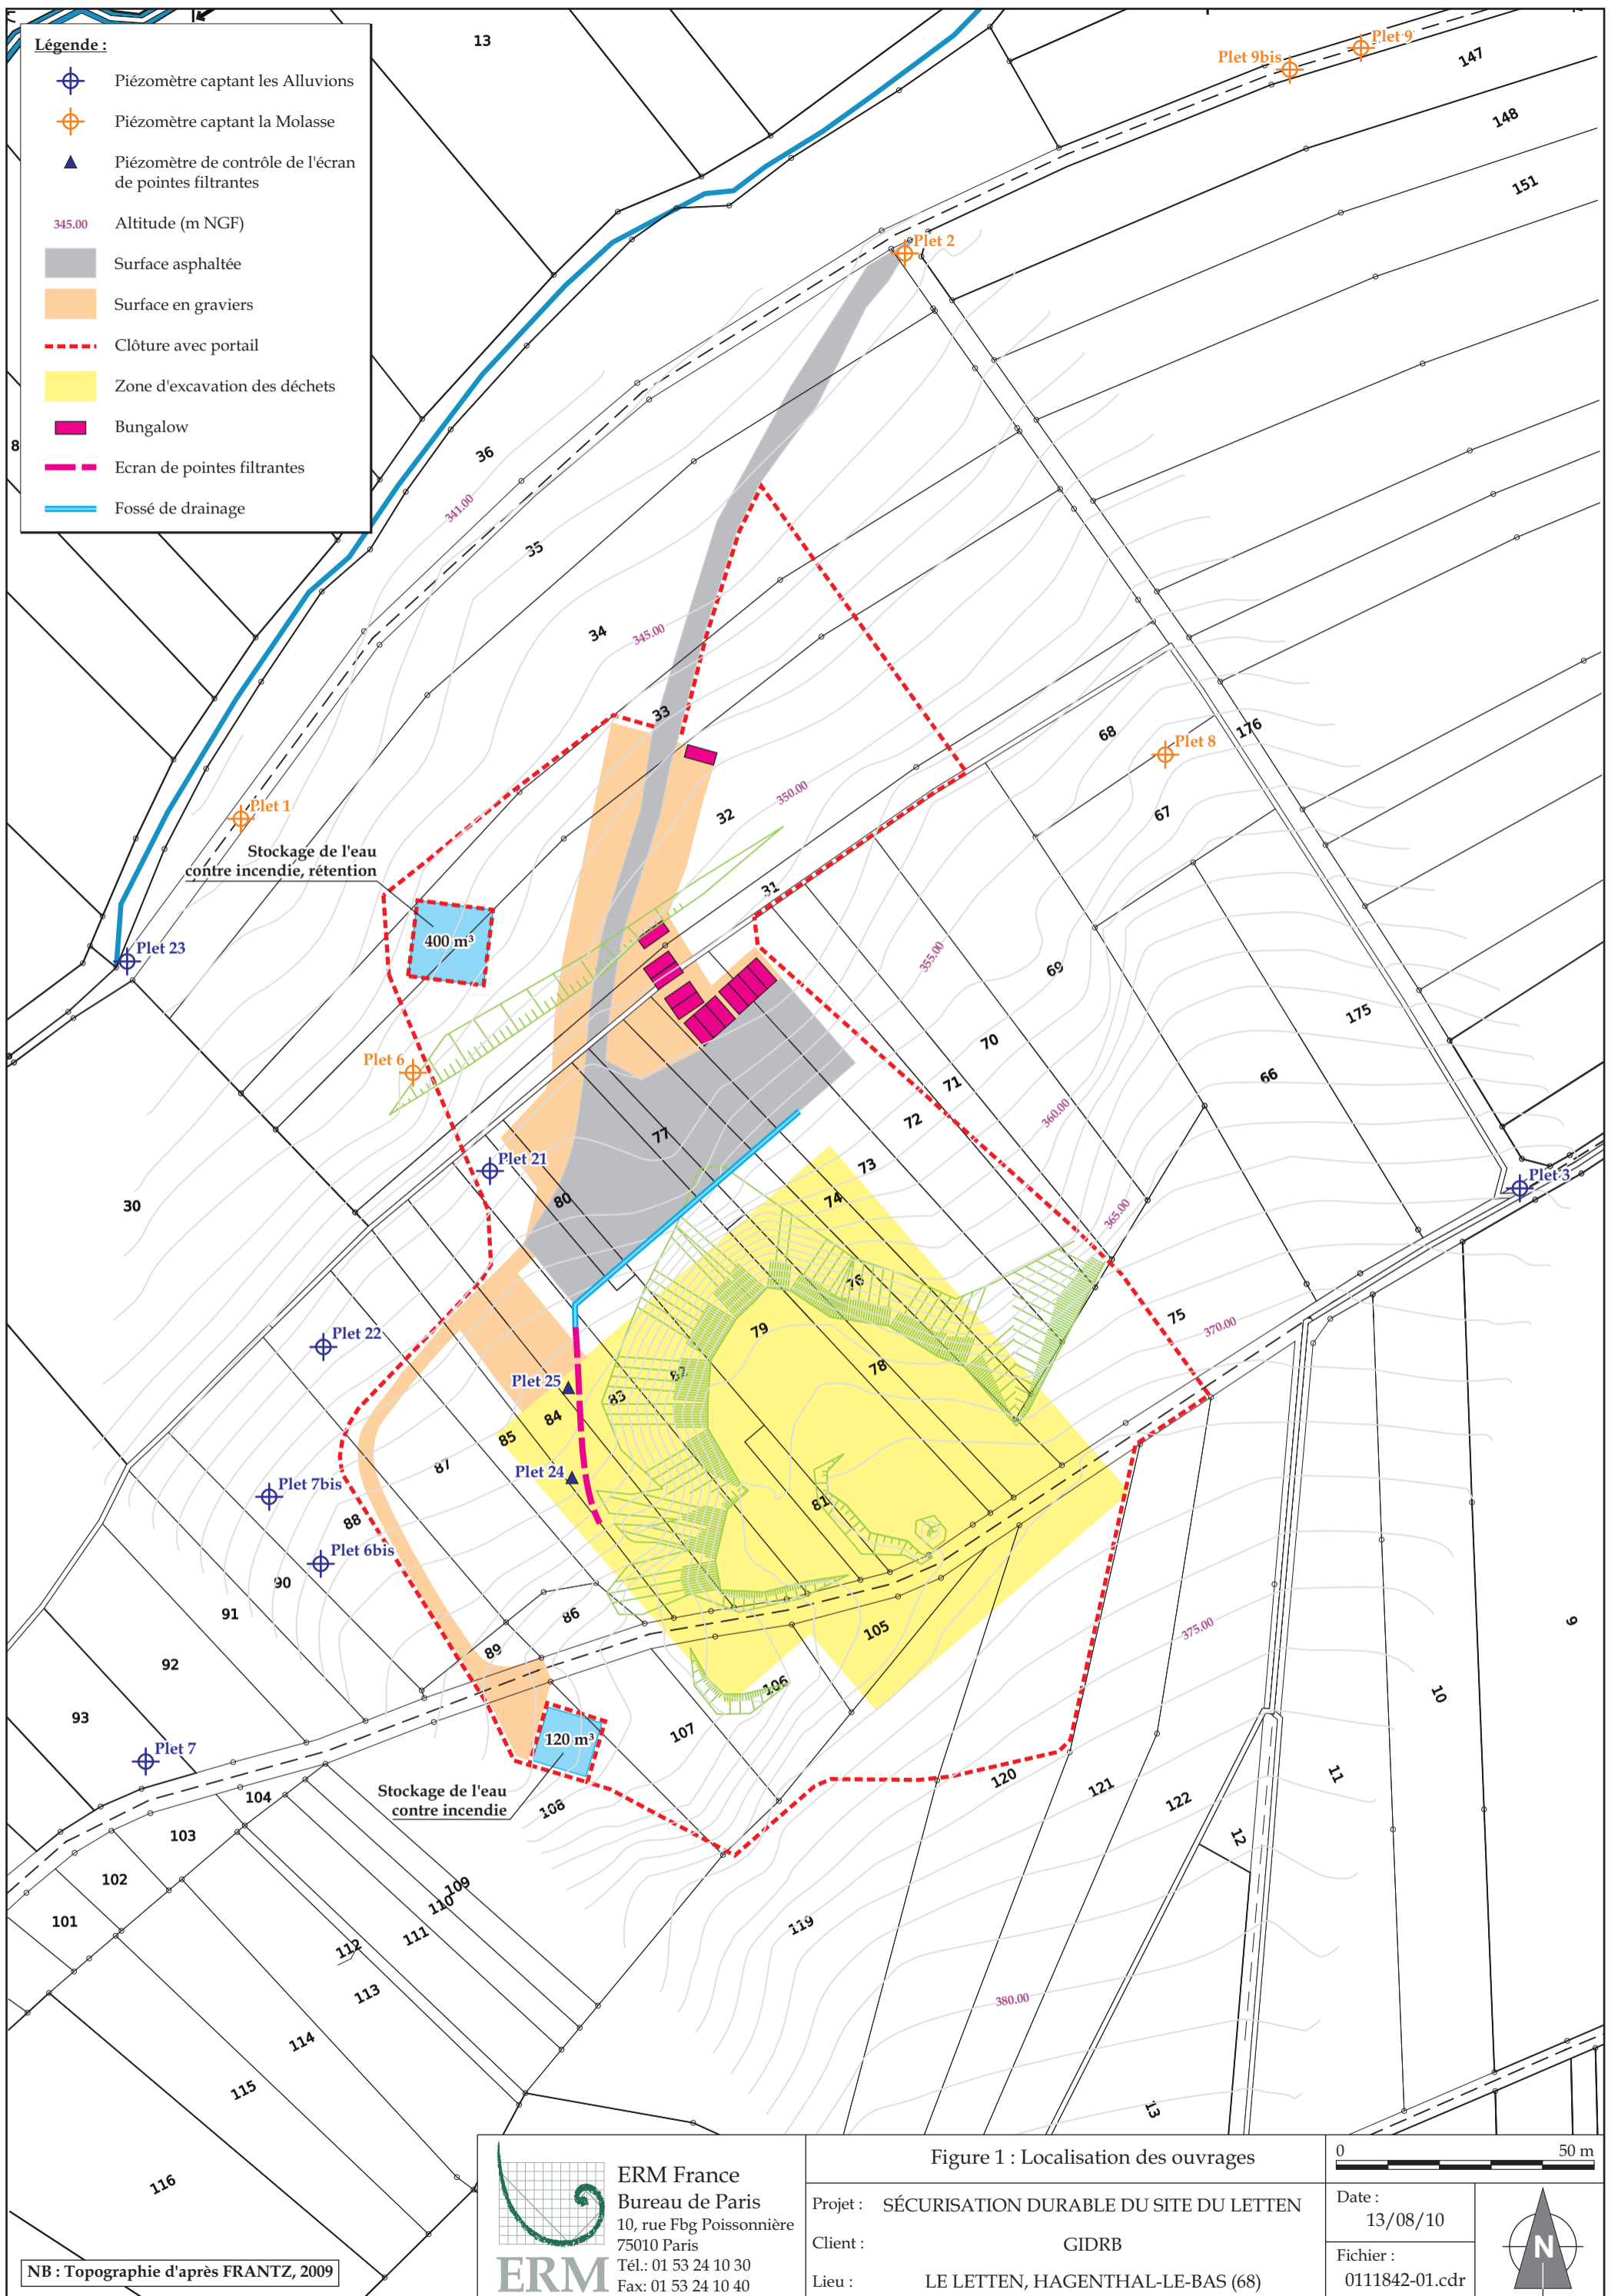 Légende :
Piézomètre captant les Alluvions
Piézomètre captant la Molasse
Piézomètre de contrôle de l'écran
de pointes filtrantes
345.00 Altitude (m NGF)
Surface asphaltée
Surface en graviers
Clôture avec portail
Zone d'excavation des déchets
Bungalow
Ecran de pointes filtrantes
Fossé de drainage
13
Plet 9
Plet 9bis
147
148
151
Plet 2
8
36
341.00
35
34
345.00
33
68
176
Plet 8
350.00
32
67
Plet 1
Stockage de l'eau
contre incendie, rétention
31
400 m³
Plet 23
355.00
69
175
70
Plet 6
66
71
360.00
72
77
Plet 21
73
Plet 3
80
74
30
365.00
76
75
370.00
79
Plet 22
78
82
Plet 25
83
84
85
87
Plet 24
Plet 7bis
81
88
Plet 6bis
90
91
86
105
375.00
9
89
92
106
10
93
107
120 m³
Plet 7
Stockage de l'eau
contre incendie
108
120
121
122
11
104
103
12
102
109
110
101
111
119
112
113
380.00
114
115
13
116
NB : Topographie d'après FRANTZ, 2009
ERM
ERM France
Bureau de Paris
10, rue Fbg Poissonnière
75010 Paris
Tél.: 01 53 24 10 30
Fax: 01 53 24 10 40
Figure 1 : Localisation des ouvrages
Projet : SÉCURISATION DURABLE DU SITE DU LETTEN
Client : GIDRB
Lieu : LE LETTEN, HAGENTHAL-LE-BAS (68)
0 50 m
Date :
13/08/10
Fichier :
0111842-01.cdr
N